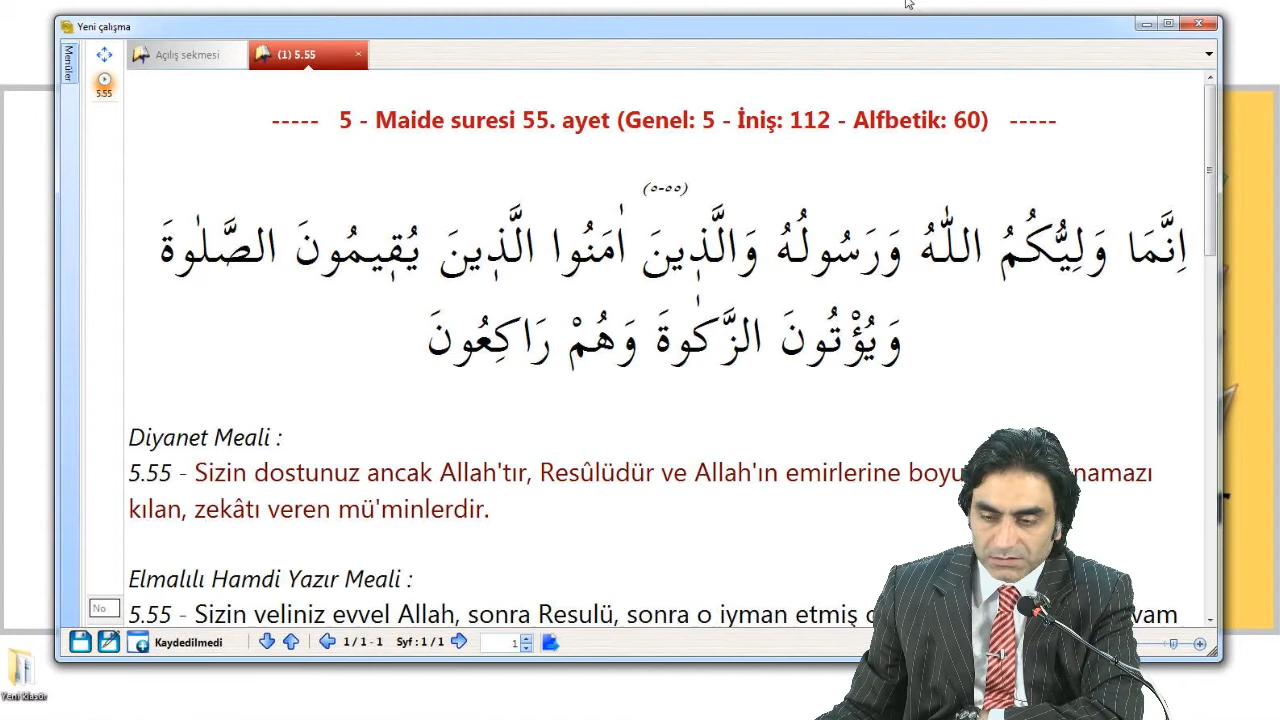 Yeni çalışma
Menüler
Açılış sekmesi
(1) 5.55
5.55
----- 5 - Maide suresi 55. ayet (Genel: 5 - İniş: 112 - Alfbetik: 60) -----
(٥-٥٥)
اِنَّمَا وَلِيُّكُمُ اللّٰهُ وَرَسُولُهُ وَالَّذٖينَ اٰمَنُوا الَّذٖينَ يُقٖيمُونَ الصَّلٰوةَ
وَيُؤْتُونَ الزَّكٰوةَ وَهُمْ رَاكِعُونَ
Diyanet Meali :
5.55 - Sizin dostunuz ancak Allah'tır, Resûlüdür ve Allah'ın emirlerine namazı
kılan, zekâtı veren mü'minlerdir.
Elmalılı Hamdi Yazır Meali :
5.55 - Sizin veliniz evvel Allah, sonra Resulü, sonra o iyman etmiş
No
Kaydedilmedi
1 / 1 - 1
Syf : 1 / 1
1
Yeni klasör